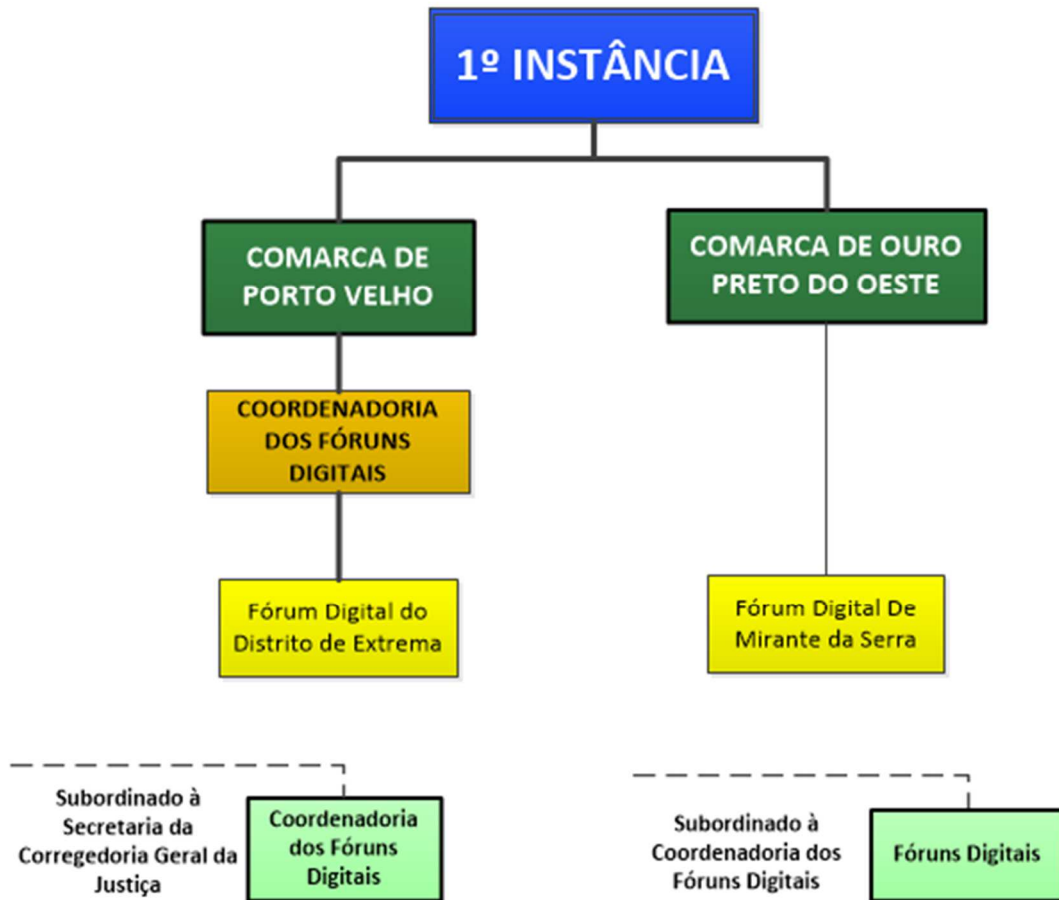 1º INSTÂNCIA
COMARCA DE
PORTO VELHO
COMARCA DE OURO
PRETO DO OESTE
COORDENADORIA
DOS FÓRUNS
DIGITAIS
Fórum Digital do
Distrito de Extrema
Fórum Digital De
Mirante da Serra
Subordinado à
Secretaria da
Corregedoria Geral da
Justiça
Coordenadoria
dos Fóruns
Digitais
Subordinado à
Coordenadoria dos
Fóruns Digitais
Fóruns Digitais